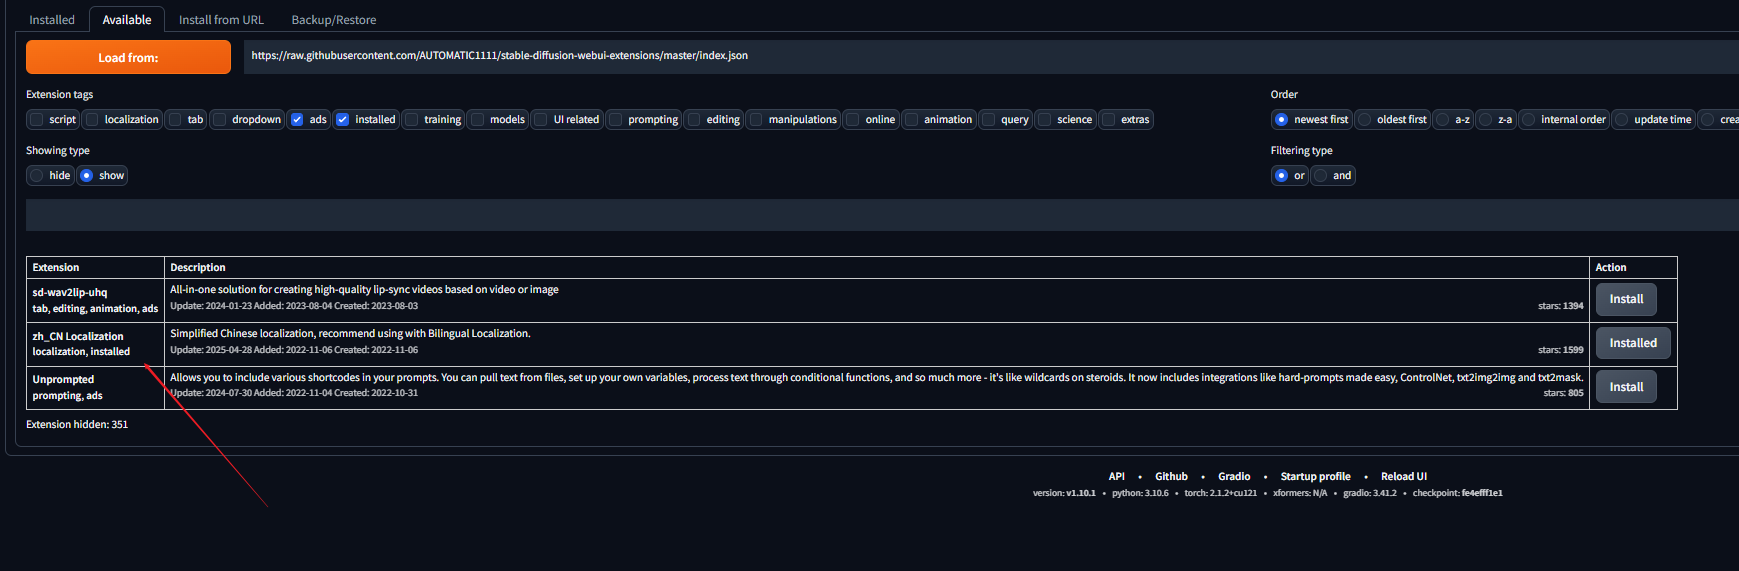 Installed Available Install from URL Backup/Restore
Load from: https://raw.githubusercontent.com/AUTOMATIC1111/stable-diffusion-webui-extensions/master/index.json
Extension tags
script localization tab dropdown ads installed training models UI related prompting editing manipulations online animation query science extras
Order
newest first oldest first a-z z-a internal order update time crea
Showing type
hide show
Filtering type
or and
Extension Description Action
sd-wav2lip-uhq
tab, editing, animation, ads
All-in-one solution for creating high-quality lip-sync videos based on video or image
Update: 2024-01-23 Added: 2023-08-04 Created: 2023-08-03 stars: 1394
Install
zh_CN Localization
localization, installed
Simplified Chinese localization, recommend using with Bilingual Localization.
Update: 2025-04-28 Added: 2022-11-06 Created: 2022-11-06 stars: 1599
Installed
Unprompted
prompting, ads
Allows you to include various shortcodes in your prompts. You can pull text from files, set up your own variables, process text through conditional functions, and so much more - it's like wildcards on steroids. It now includes integrations like hard-prompts made easy, ControlNet, txt2img2img and txt2mask.
Update: 2024-07-30 Added: 2022-11-04 Created: 2022-10-31 stars: 805
Install
Extension hidden: 351
API • Github • Gradio • Startup profile • Reload UI
version: v1.10.1 • python: 3.10.6 • torch: 2.1.2+cu121 • xformers: N/A • gradio: 3.41.2 • checkpoint: fe4efff1e1